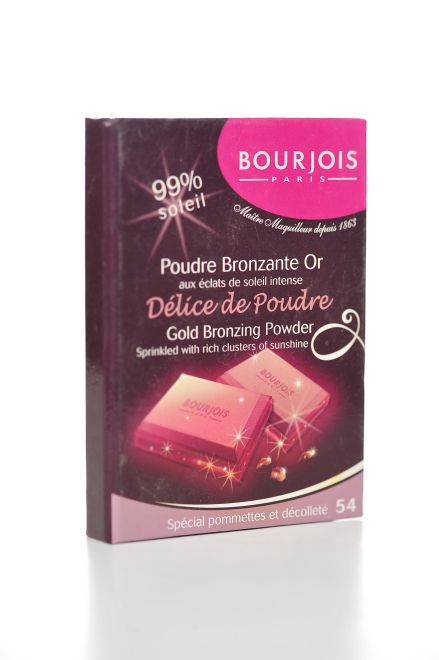 BOURJOIS
PARIS
Maître Maquilleur depuis 1863
99%
soleil
Poudre Bronzante Or
aux éclats de soleil intense
Délice de Poudre
Gold Bronzing Powder
Sprinkled with rich clusters of sunshine
BOURJOIS
PARIS
Spécial pommettes et décolleté 54